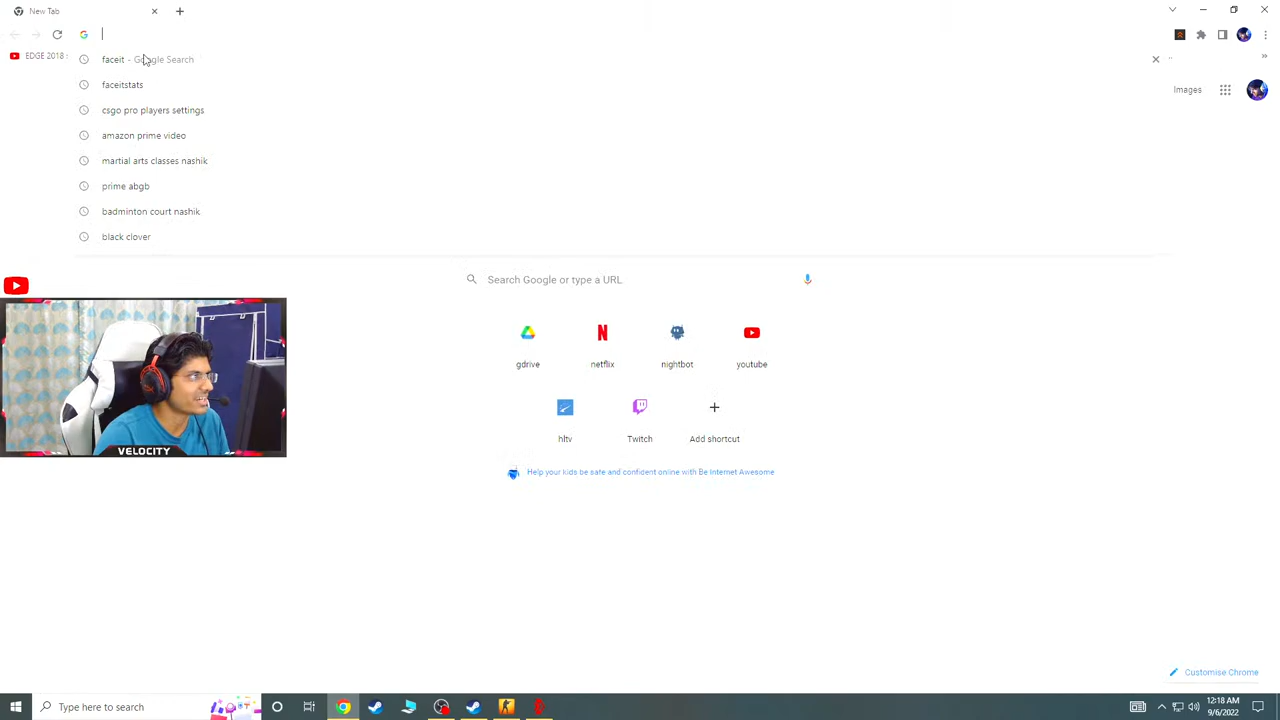 New Tab
EDGE 2018 :
faceit - Google Search
faceitstats
csgo pro players settings
amazon prime video
martial arts classes nashik
prime abgb
badminton court nashik
black clover
Images
Search Google or type a URL
gdrive
netflix
nightbot
youtube
hltv
Twitch
Add shortcut
Help your kids be safe and confident online with Be Internet Awesome
VELOCITY
Customise Chrome
Type here to search
12:18 AM
9/6/2022